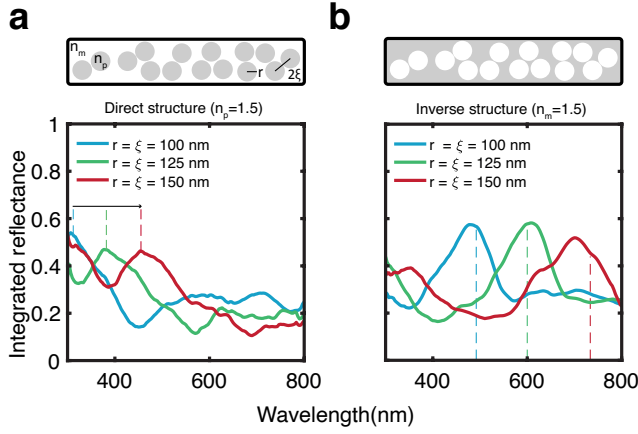 a
b
n_m
n_p
r
2ξ
Direct structure (n_p=1.5)
Inverse structure (n_m=1.5)
Integrated reflectance
1
0.8
0.6
0.4
0.2
0
r = ξ = 100 nm
r = ξ = 125 nm
r = ξ = 150 nm
400
600
800
r = ξ = 100 nm
r = ξ = 125 nm
r = ξ = 150 nm
400
600
800
Wavelength(nm)